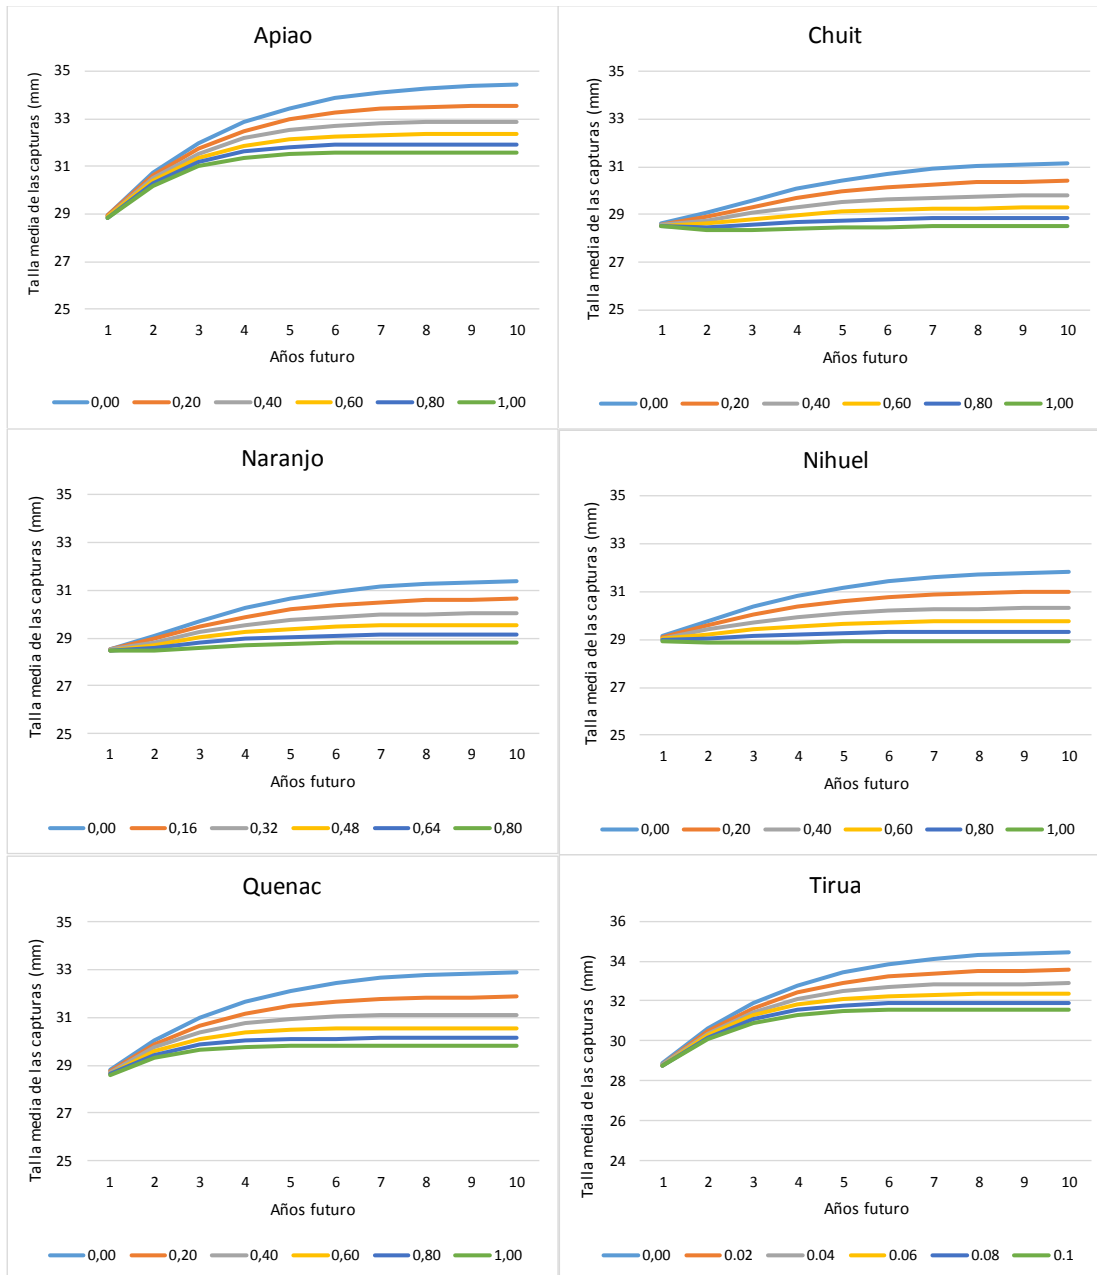 Apiao
Talla media de las capturas (mm)
35
33
31
29
27
25
1 2 3 4 5 6 7 8 9 10
Años futuro
0,00 0,20 0,40 0,60 0,80 1,00
Chuit
Talla media de las capturas (mm)
35
33
31
29
27
25
1 2 3 4 5 6 7 8 9 10
Años futuro
0,00 0,20 0,40 0,60 0,80 1,00
Naranjo
Talla media de las capturas (mm)
35
33
31
29
27
25
1 2 3 4 5 6 7 8 9 10
Años futuro
0,00 0,16 0,32 0,48 0,64 0,80
Nihuel
Talla media de las capturas (mm)
35
33
31
29
27
25
1 2 3 4 5 6 7 8 9 10
Años futuro
0,00 0,20 0,40 0,60 0,80 1,00
Quenac
Talla media de las capturas (mm)
35
33
31
29
27
25
1 2 3 4 5 6 7 8 9 10
Años futuro
0,00 0,20 0,40 0,60 0,80 1,00
Tirua
Talla media de las capturas (mm)
36
34
32
30
28
26
24
1 2 3 4 5 6 7 8 9 10
Años futuro
0,00 0.02 0.04 0.06 0.08 0.1